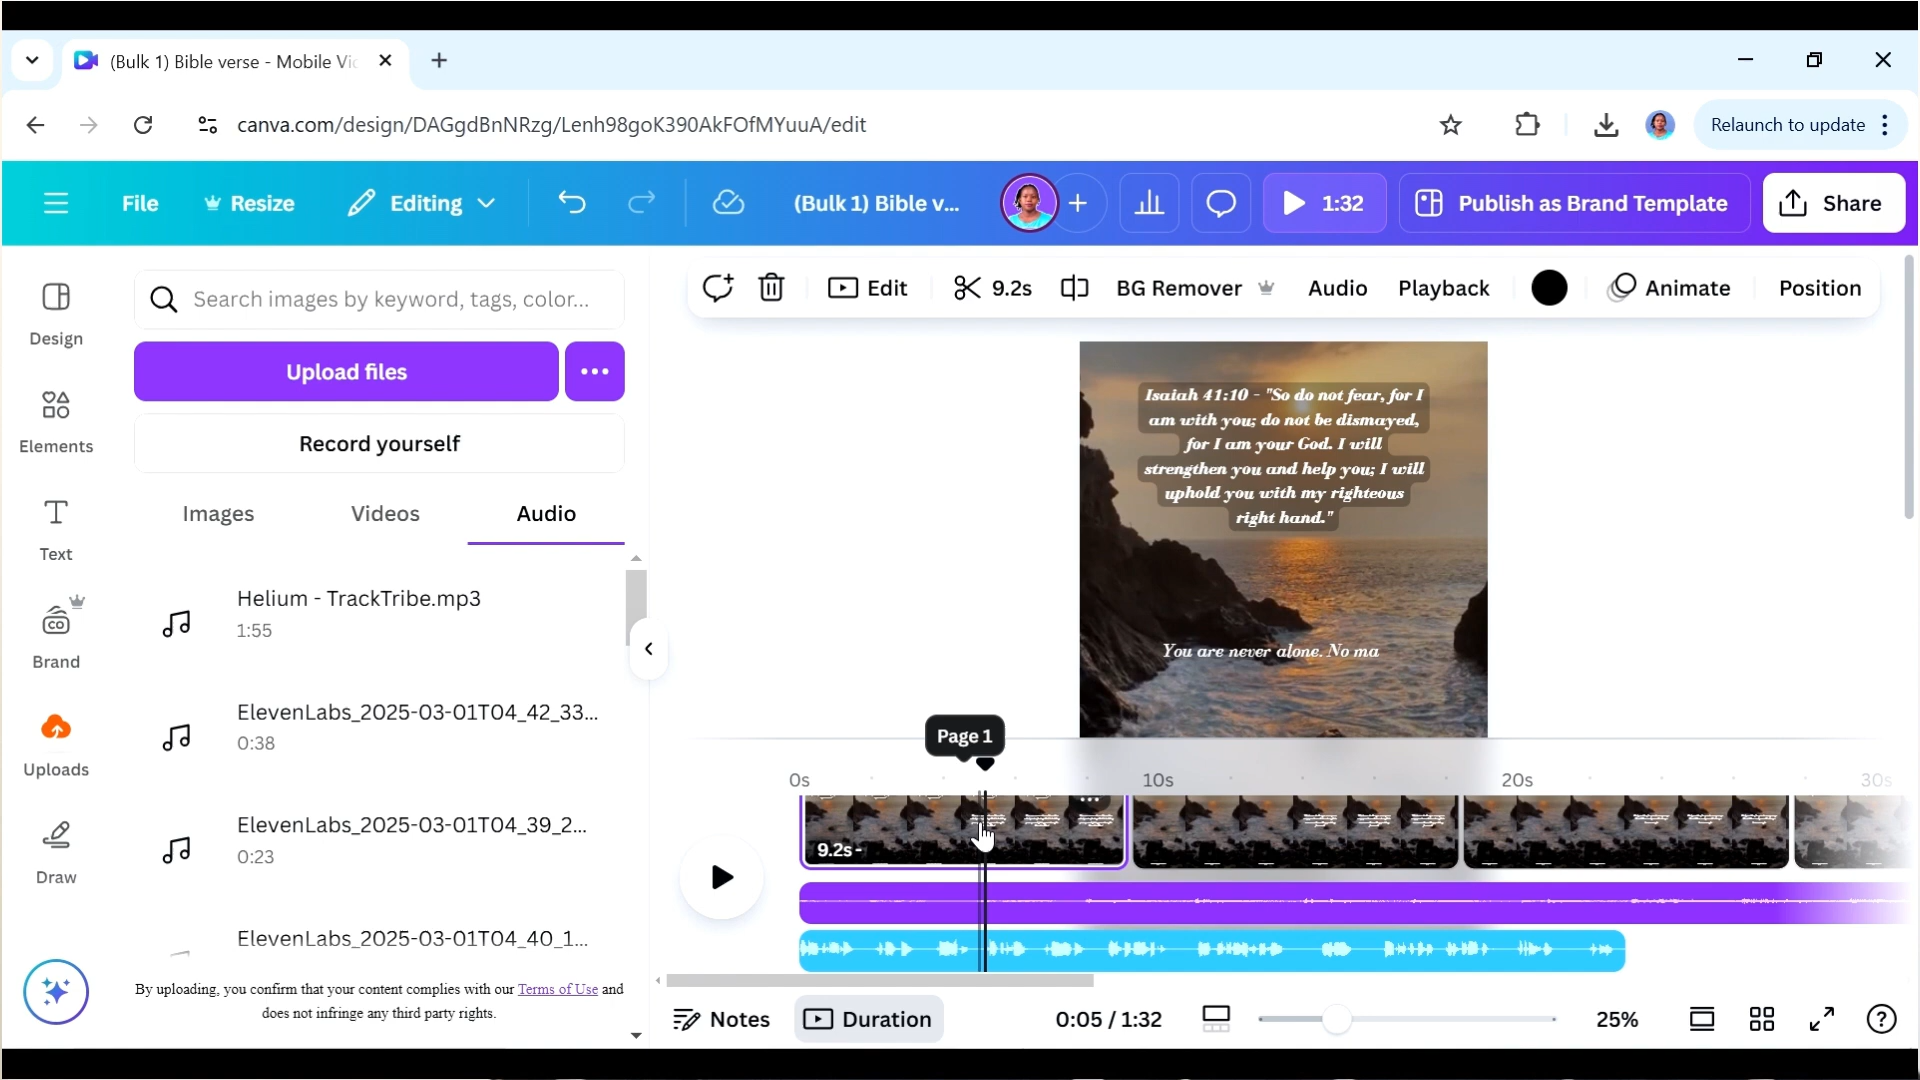 (Bulk 1) Bible verse - Mobile Vi
canva.com/design/DAGgdBnNRzg/Lenh98goK390AkFOfMYuuA/edit
Relaunch to update
File
Resize
Editing
(Bulk 1) Bible v...
1:32
Publish as Brand Template
Share
Design
Elements
Text
Brand
Uploads
Draw
Search images by keyword, tags, color...
Upload files
Record yourself
Images
Videos
Audio
Helium - TrackTribe.mp3
1:55
ElevenLabs_2025-03-01T04_42_33...
0:38
ElevenLabs_2025-03-01T04_39_2...
0:23
ElevenLabs_2025-03-01T04_40_1...
By uploading, you confirm that your content complies with our Terms of Use and
does not infringe any third party rights.
Edit
9.2s
BG Remover
Audio
Playback
Animate
Position
Isaiah 41:10 - "So do not fear, for I
am with you; do not be dismayed,
for I am your God. I will
strengthen you and help you; I will
uphold you with my righteous
right hand."
You are never alone. No ma
Page 1
0s
10s
20s
30s
9.2s
Notes
Duration
0:05 / 1:32
25%